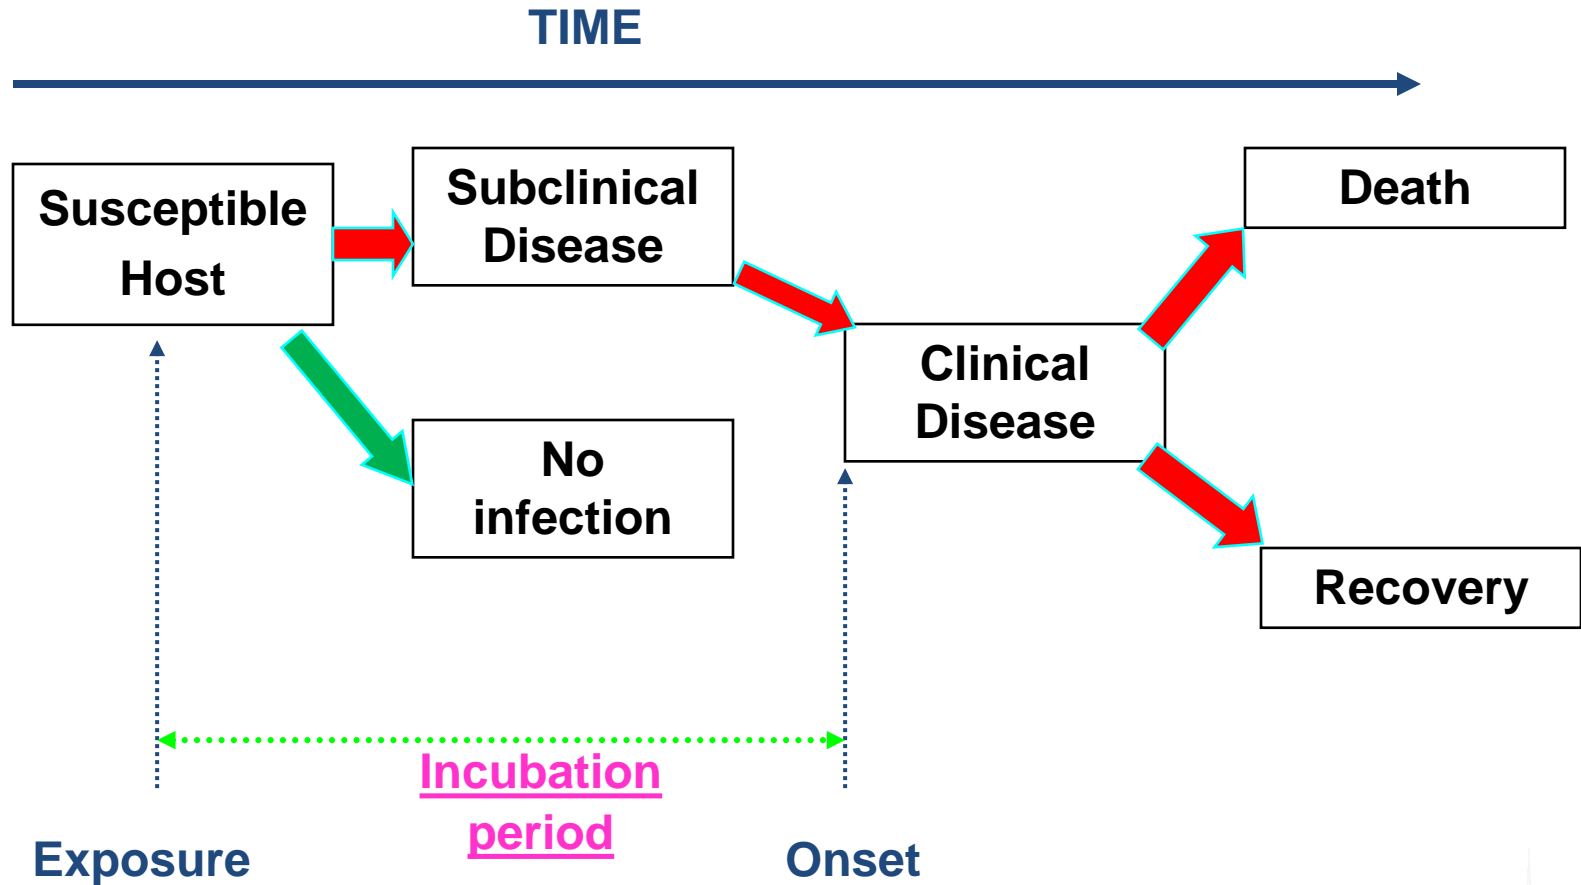 TIME
Susceptible
Host
Subclinical
Disease
No
infection
Clinical
Disease
Death
Recovery
Incubation
period
Exposure
Onset